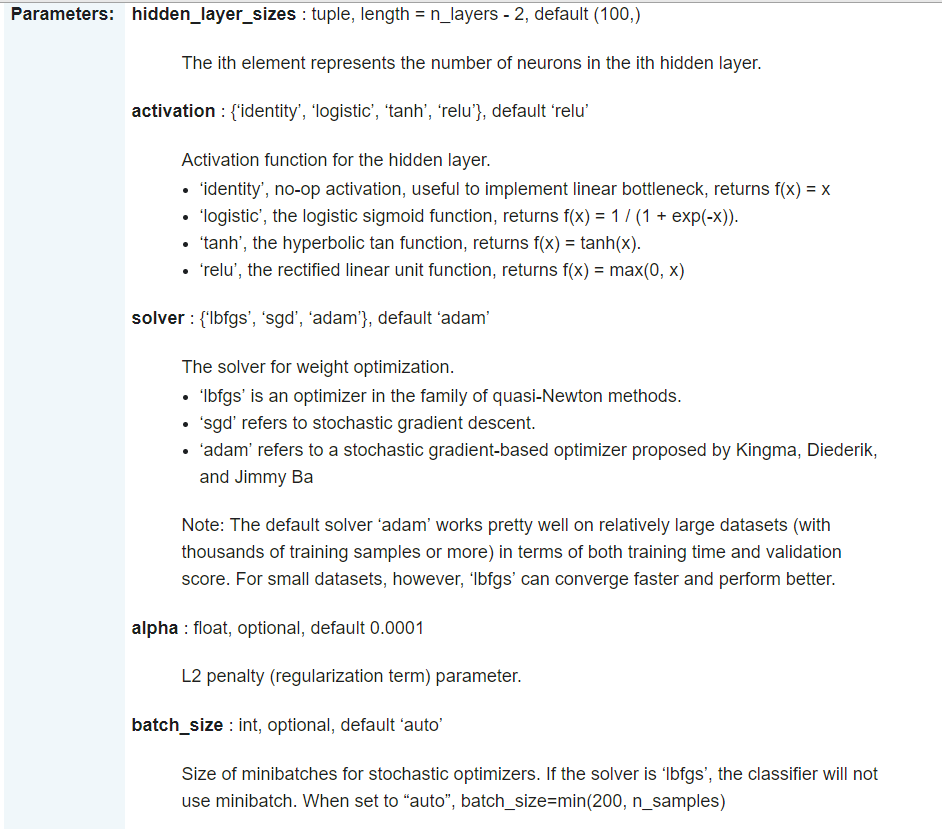 Parameters: hidden_layer_sizes : tuple, length = n_layers - 2, default (100,)
The ith element represents the number of neurons in the ith hidden layer.
activation : {‘identity’, ‘logistic’, ‘tanh’, ‘relu’}, default ‘relu’
Activation function for the hidden layer.
• ‘identity’, no-op activation, useful to implement linear bottleneck, returns f(x) = x
• ‘logistic’, the logistic sigmoid function, returns f(x) = 1 / (1 + exp(-x)).
• ‘tanh’, the hyperbolic tan function, returns f(x) = tanh(x).
• ‘relu’, the rectified linear unit function, returns f(x) = max(0, x)
solver : {‘lbfgs’, ‘sgd’, ‘adam’}, default ‘adam’
The solver for weight optimization.
• ‘lbfgs’ is an optimizer in the family of quasi-Newton methods.
• ‘sgd’ refers to stochastic gradient descent.
• ‘adam’ refers to a stochastic gradient-based optimizer proposed by Kingma, Diederik,
and Jimmy Ba
Note: The default solver ‘adam’ works pretty well on relatively large datasets (with
thousands of training samples or more) in terms of both training time and validation
score. For small datasets, however, ‘lbfgs’ can converge faster and perform better.
alpha : float, optional, default 0.0001
L2 penalty (regularization term) parameter.
batch_size : int, optional, default ‘auto’
Size of minibatches for stochastic optimizers. If the solver is ‘lbfgs’, the classifier will not
use minibatch. When set to “auto”, batch_size=min(200, n_samples)